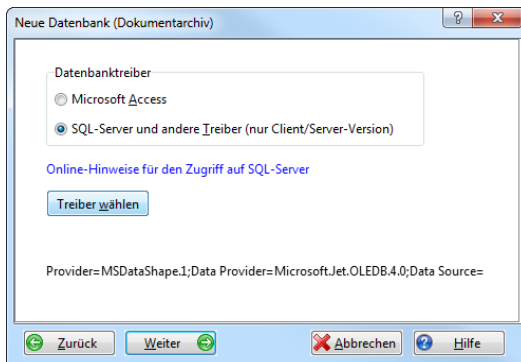 Neue Datenbank (Dokumentarchiv)
Datenbanktreiber
Microsoft Access
SQL-Server und andere Treiber (nur Client/Server-Version)
Online-Hinweise für den Zugriff auf SQL-Server
Treiber wählen
Provider=MSDataShape.1;Data Provider=Microsoft.Jet.OLEDB.4.0;Data Source=
Zurück Weiter Abbrechen ? Hilfe